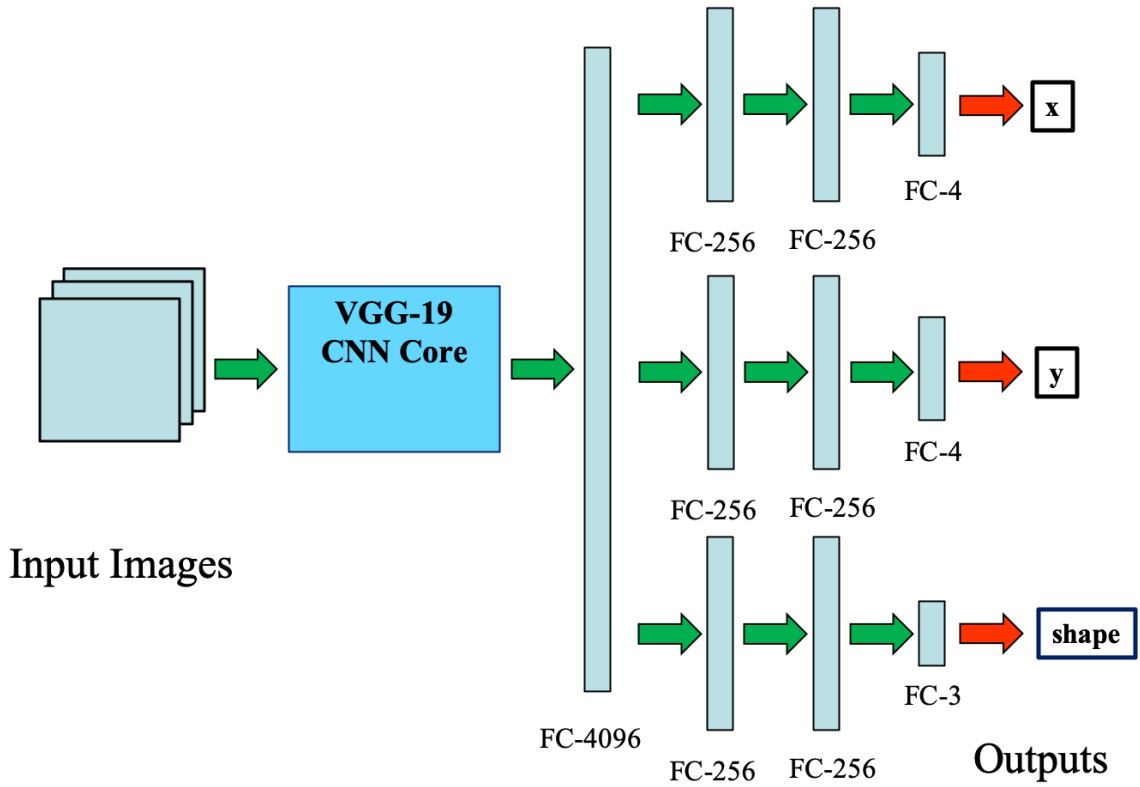 x
FC-4
FC-256
FC-256
VGG-19
CNN Core
y
FC-4
FC-256
FC-256
Input Images
shape
FC-3
FC-4096
FC-256
FC-256
Outputs